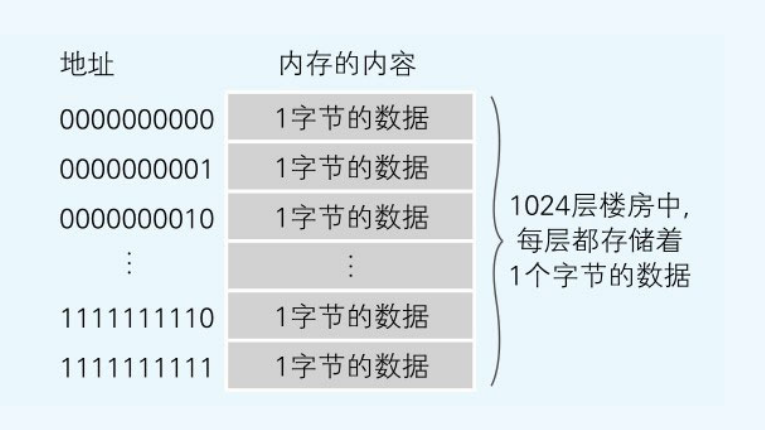 地址 内存的内容
0000000000 1字节的数据
0000000001 1字节的数据
0000000010 1字节的数据
⋮ ⋮
1111111110 1字节的数据
1111111111 1字节的数据
1024层楼房中,
每层都存储着
1个字节的数据